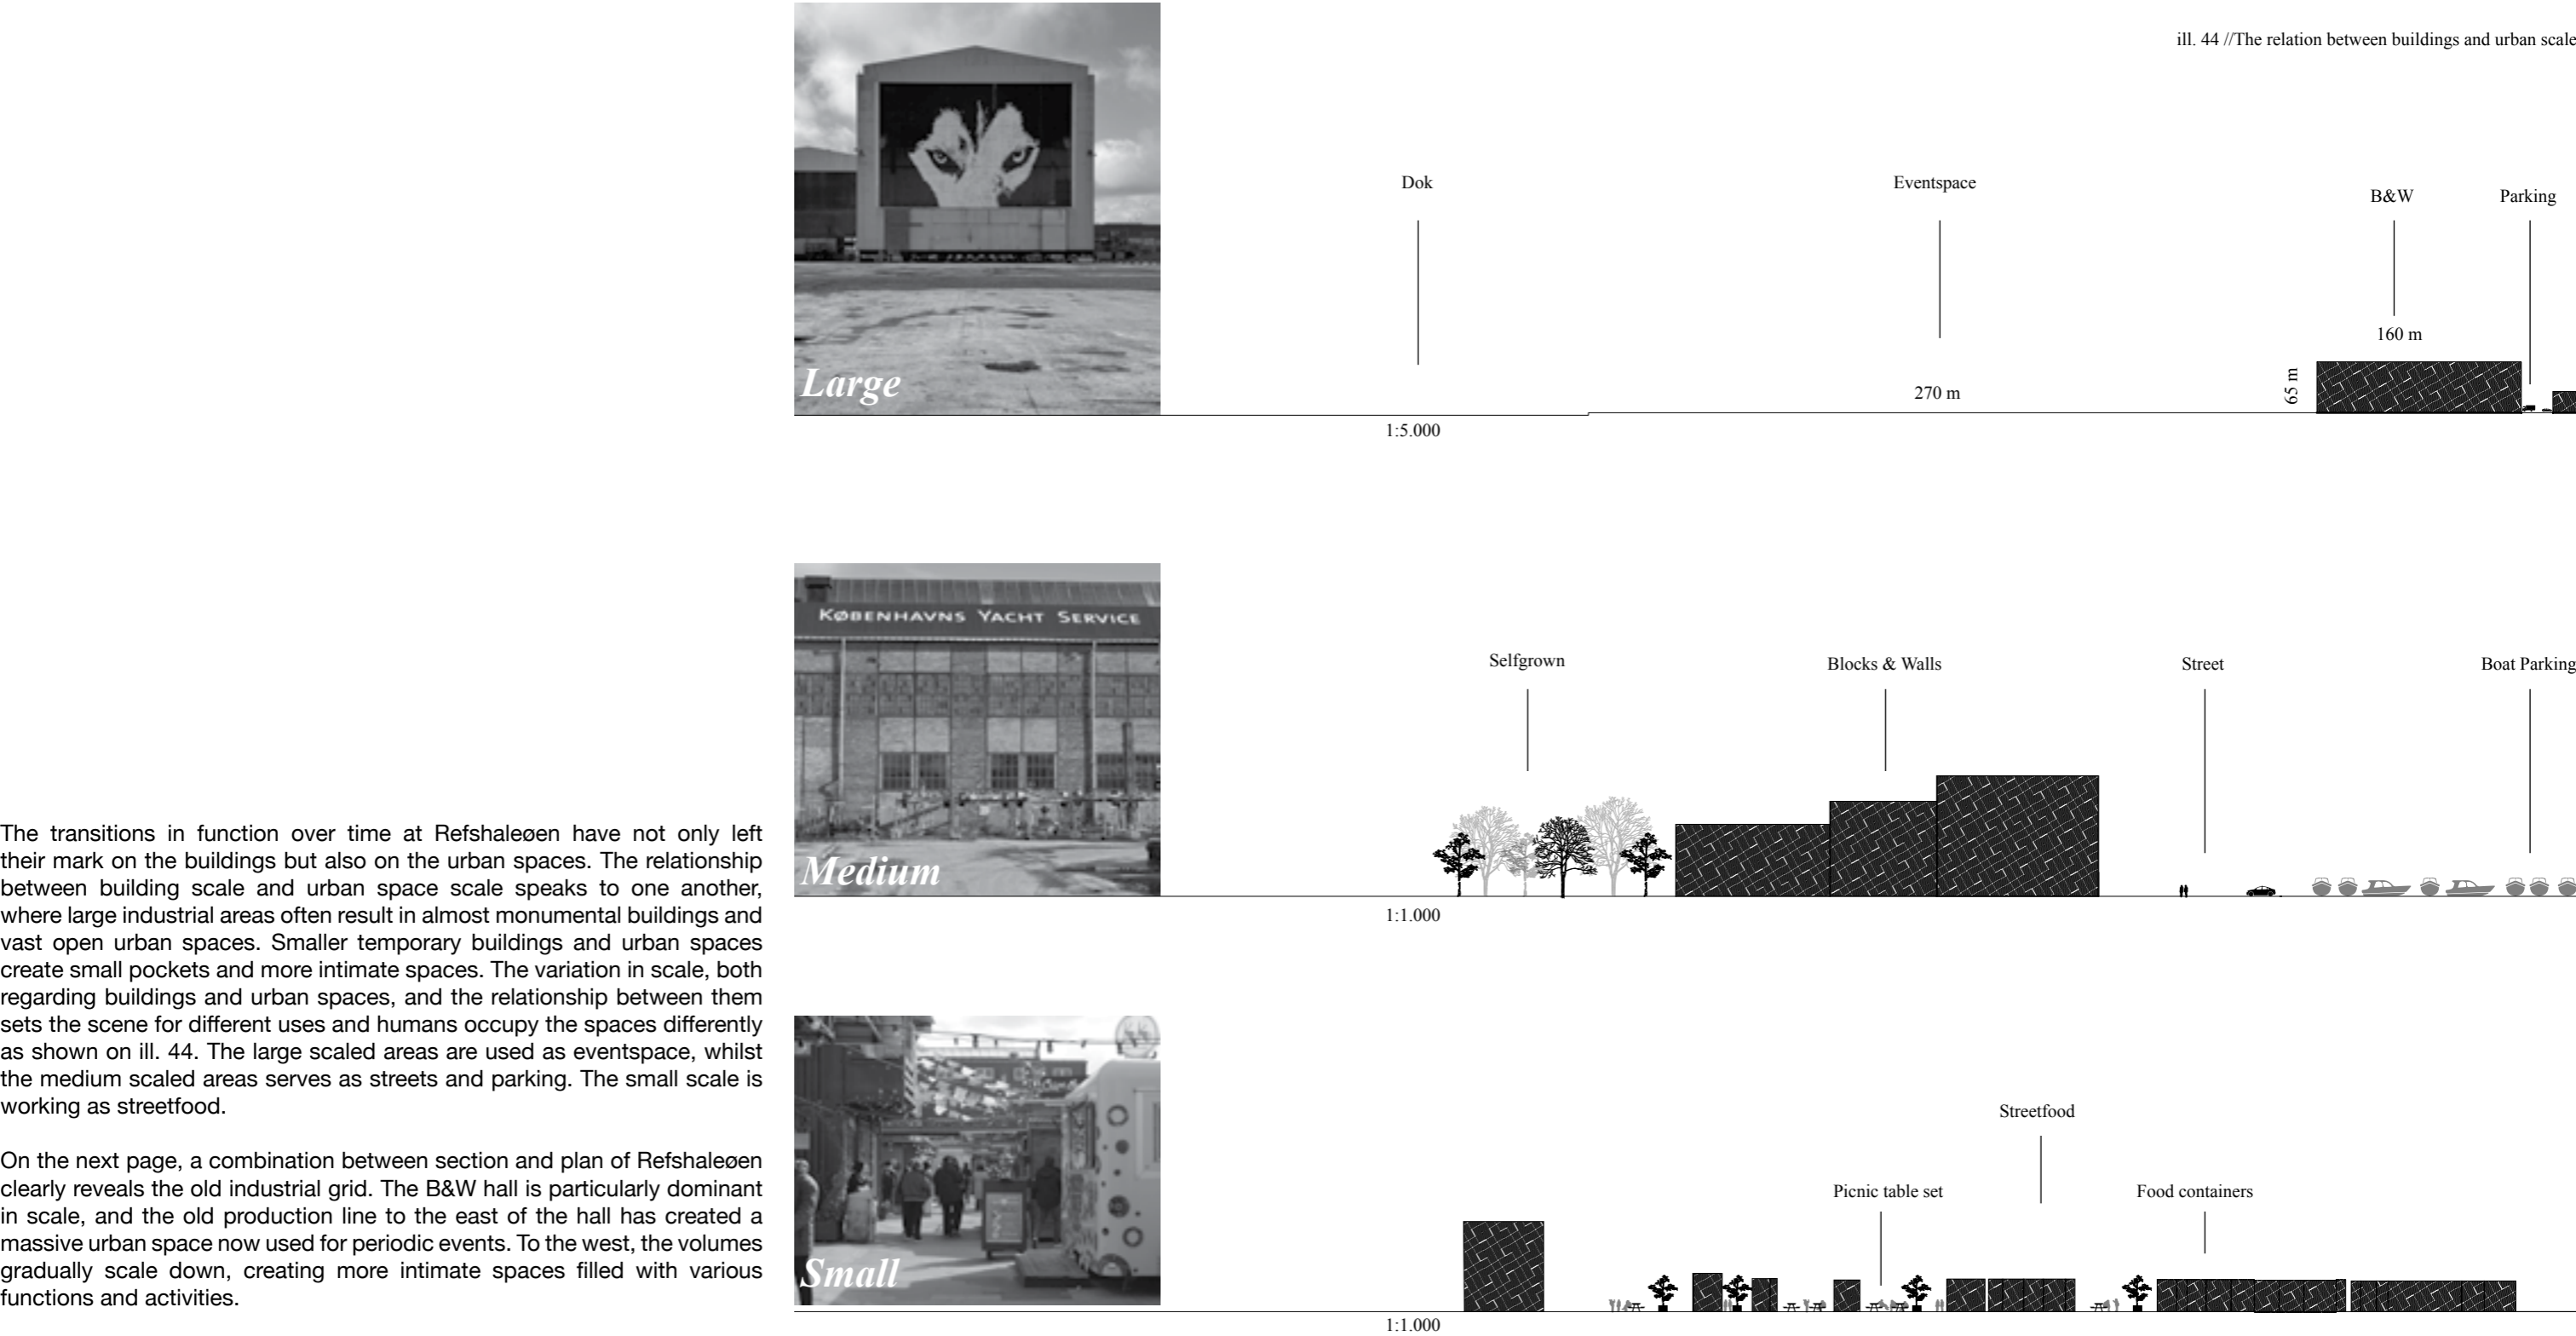 ill. 44 //The relation between buildings and urban scale
Dok
Eventspace
B&W
Parking
160 m
65 m
270 m
Large
1:5.000
KØBENHAVNS YACHT SERVICE
Medium
Selfgrown
Blocks & Walls
Street
Boat Parking
1:1.000
The transitions in function over time at Refshaleøen have not only left
their mark on the buildings but also on the urban spaces. The relationship
between building scale and urban space scale speaks to one another,
where large industrial areas often result in almost monumental buildings and
vast open urban spaces. Smaller temporary buildings and urban spaces
create small pockets and more intimate spaces. The variation in scale, both
regarding buildings and urban spaces, and the relationship between them
sets the scene for different uses and humans occupy the spaces differently
as shown on ill. 44. The large scaled areas are used as eventspace, whilst
the medium scaled areas serves as streets and parking. The small scale is
working as streetfood.
On the next page, a combination between section and plan of Refshaleøen
clearly reveals the old industrial grid. The B&W hall is particularly dominant
in scale, and the old production line to the east of the hall has created a
massive urban space now used for periodic events. To the west, the volumes
gradually scale down, creating more intimate spaces filled with various
functions and activities.
Small
Streetfood
Picnic table set
Food containers
1:1.000